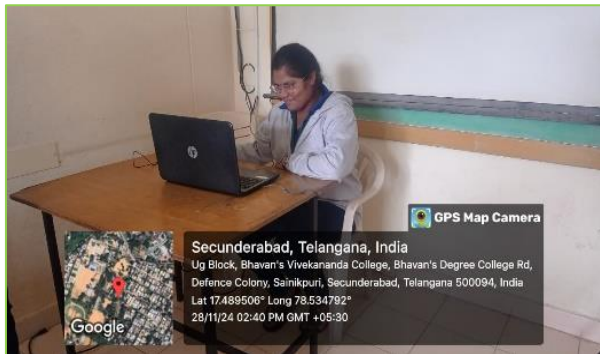 hp
GPS Map Camera
Secunderabad, Telangana, India
Ug Block, Bhavan's Vivekananda College, Bhavan's Degree College Rd,
Defence Colony, Sainikpuri, Secunderabad, Telangana 500094, India
Lat 17.489506° Long 78.534792°
28/11/24 02:40 PM GMT +05:30
Google